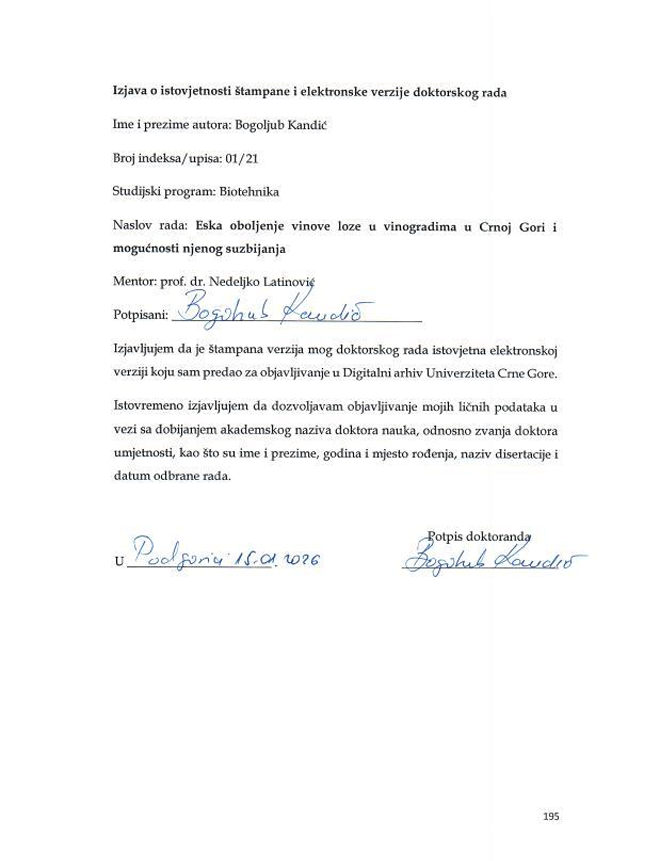 Izjava o istovjetnosti štampane i elektronske verzije doktorskog rada
Ime i prezime autora: Bogoljub Kandić
Broj indeksa/upisa: 01/21
Studijski program: Biotehnika
Naslov rada: Eska oboljenje vinove loze u vinogradima u Crnoj Gori i
mogućnosti njenog suzbijanja
Mentor: prof. dr. Nedeljko Latinović
Potpisani: Bogoljub Kandić
Izjavljujem da je štampana verzija mog doktorskog rada istovjetna elektronskoj
verziji koju sam predao za objavljivanje u Digitalni arhiv Univerziteta Crne Gore.
Istovremeno izjavljujem da dozvoljavam objavljivanje mojih ličnih podataka u
vezi sa dobijanjem akademskog naziva doktora nauka, odnosno zvanja doktora
umjetnosti, kao što su ime i prezime, godina i mjesto rođenja, naziv disertacije i
datum odbrane rada.
Potpis doktoranda
U Podgorici 15.01.2026 Bogoljub Kandić
195